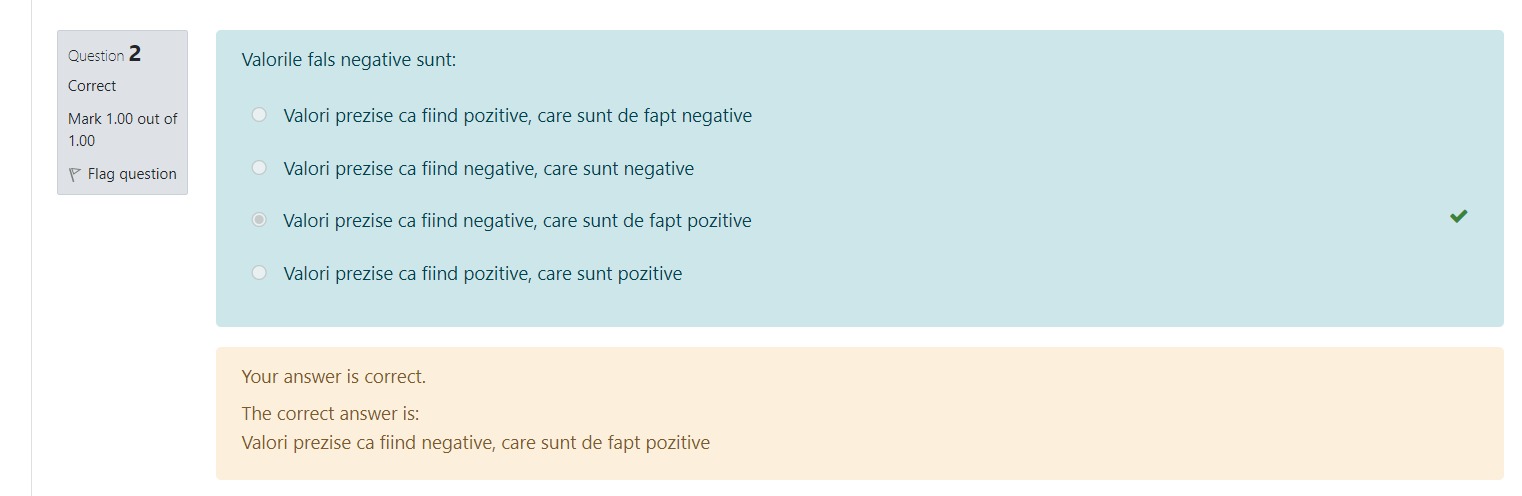 Question 2
Correct
Mark 1.00 out of
1.00
Flag question
Valorile fals negative sunt:
Valori prezise ca fiind pozitive, care sunt de fapt negative
Valori prezise ca fiind negative, care sunt negative
Valori prezise ca fiind negative, care sunt de fapt pozitive
Valori prezise ca fiind pozitive, care sunt pozitive
Your answer is correct.
The correct answer is:
Valori prezise ca fiind negative, care sunt de fapt pozitive